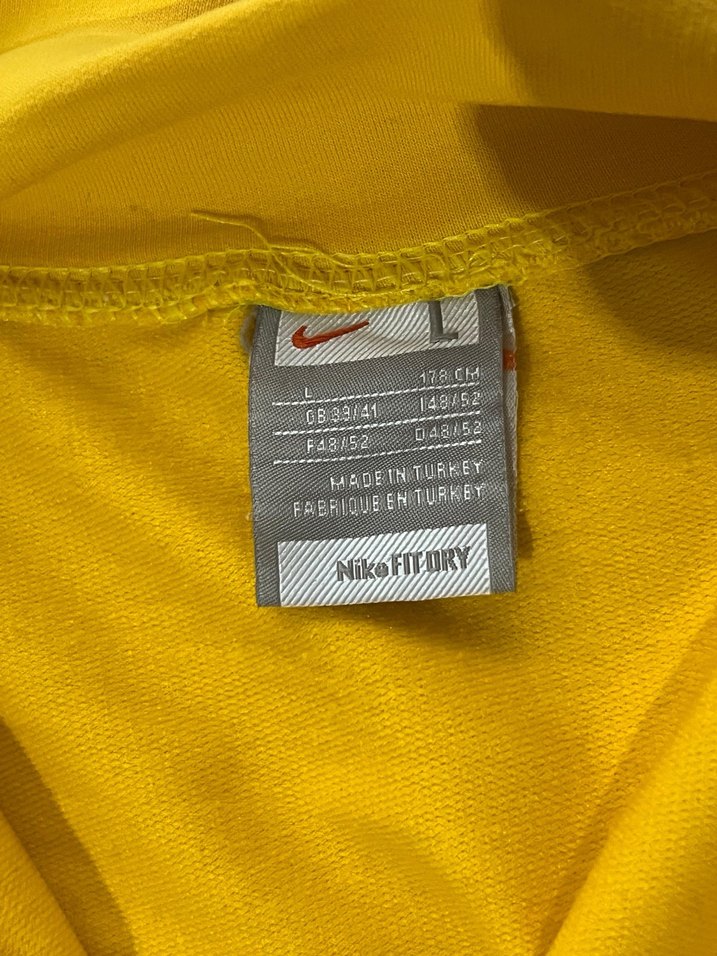 L
L 178 CM
GB 39/41 I 48/52
F 48/52 D 48/52
MADE IN TURKEY
FABRIQUE EN TURKEY
Nike FIT DRY